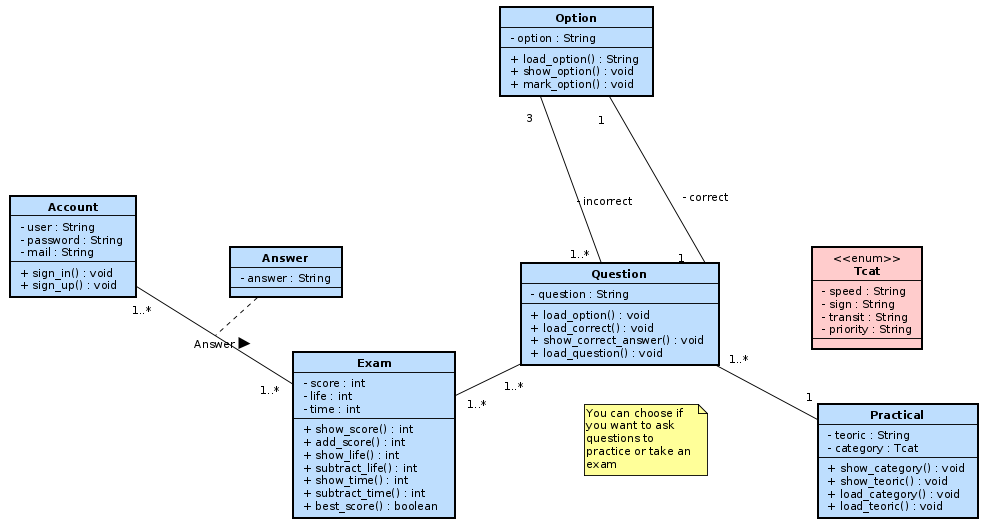 Option
- option : String
+ load_option() : String
+ show_option() : void
+ mark_option() : void
3
1
- incorrect
- correct
Account
- user : String
- password : String
- mail : String
+ sign_in() : void
+ sign_up() : void
1..*
Answer
- answer : String
Answer
1..*
1..*
1
Question
- question : String
+ load_option() : void
+ load_correct() : void
+ show_correct_answer() : void
+ load_question() : void
<<enum>>
Tcat
- speed : String
- sign : String
- transit : String
- priority : String
Exam
- score : int
- life : int
- time : int
+ show_score() : int
+ add_score() : int
+ show_life() : int
+ subtract_life() : int
+ show_time() : int
+ subtract_time() : int
+ best_score() : boolean
1..*
1..*
1..*
1
You can choose if
you want to ask
questions to
practice or take an
exam
Practical
- teoric : String
- category : Tcat
+ show_category() : void
+ show_teoric() : void
+ load_category() : void
+ load_teoric() : void